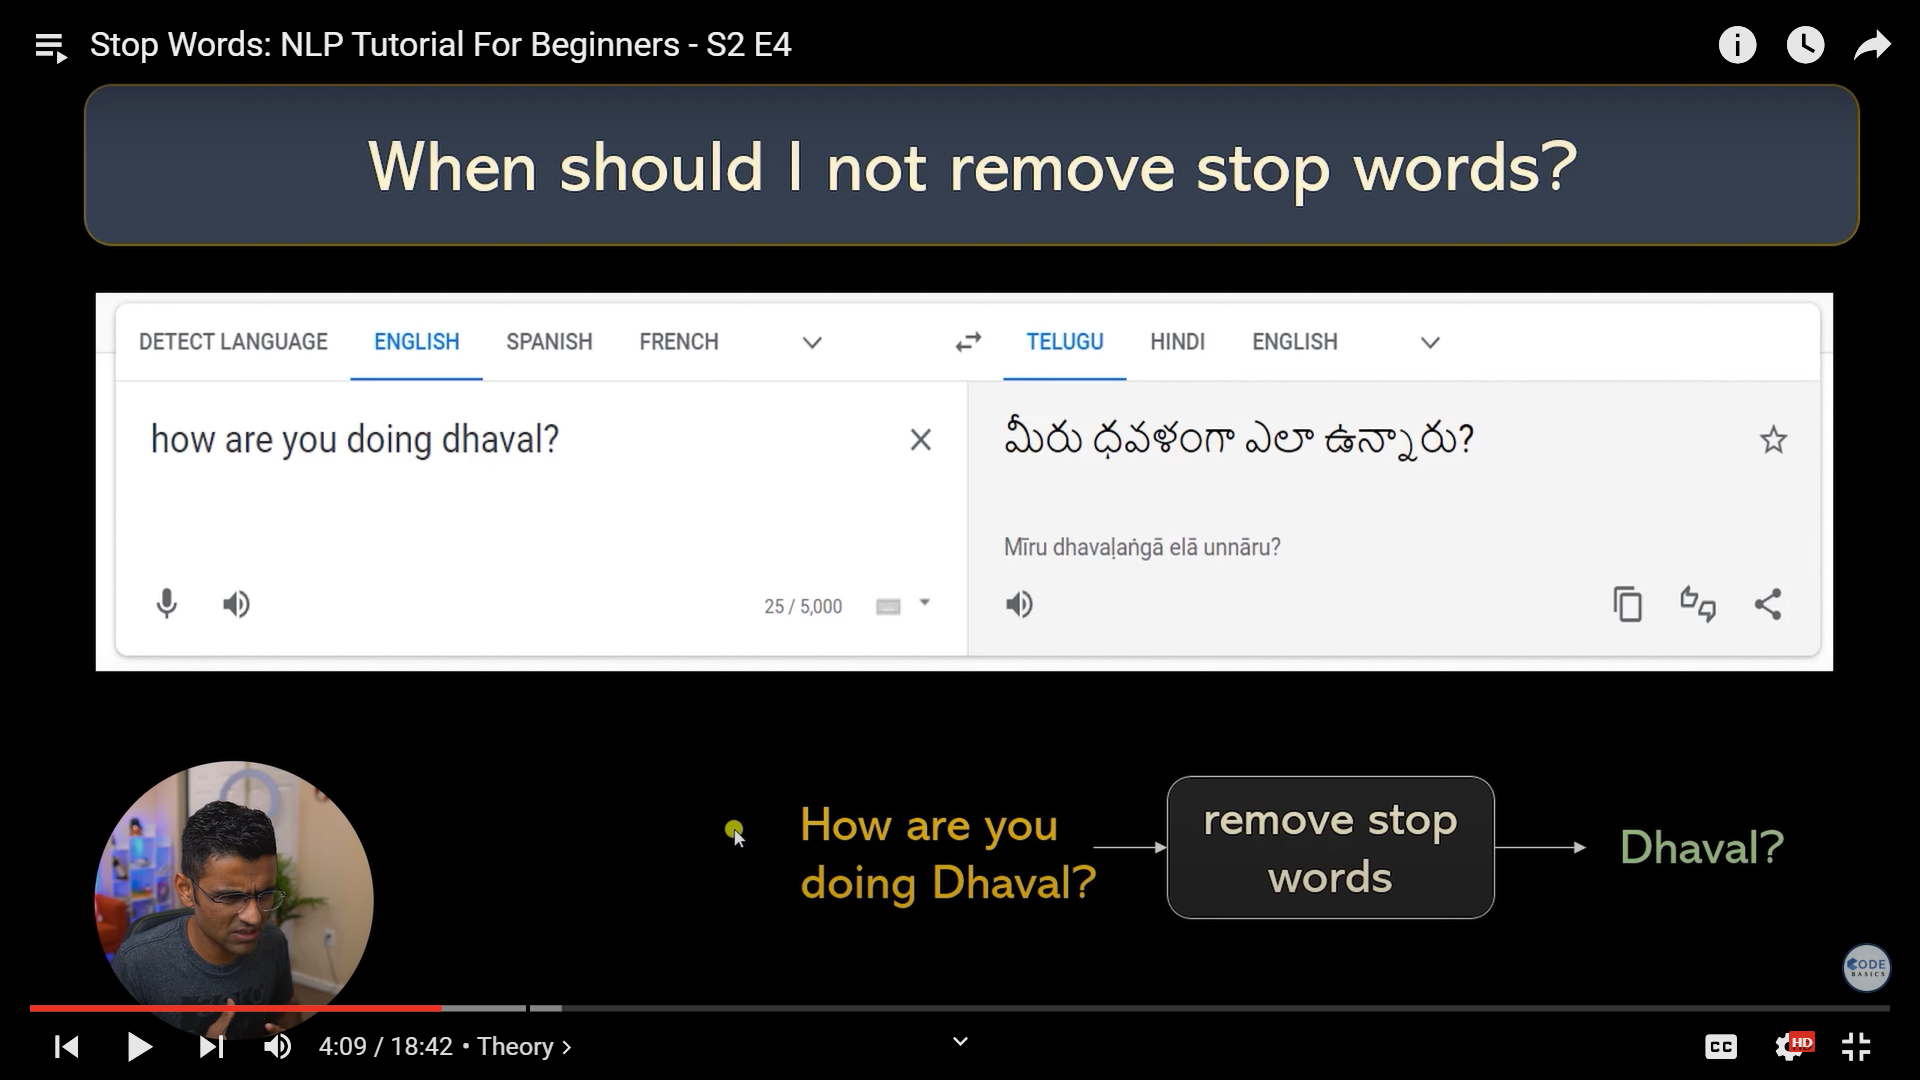 Stop Words: NLP Tutorial For Beginners - S2 E4
When should I not remove stop words?
DETECT LANGUAGE ENGLISH SPANISH FRENCH TELUGU HINDI ENGLISH
how are you doing dhaval?
మీరు ధవళంగా ఎలా ఉన్నారు?
Mīru dhavaḷaṅgā elā unnāru?
25 / 5,000
How are you
doing Dhaval?
remove stop
words
Dhaval?
CODE
BASICS
4:09 / 18:42 • Theory
CC
HD